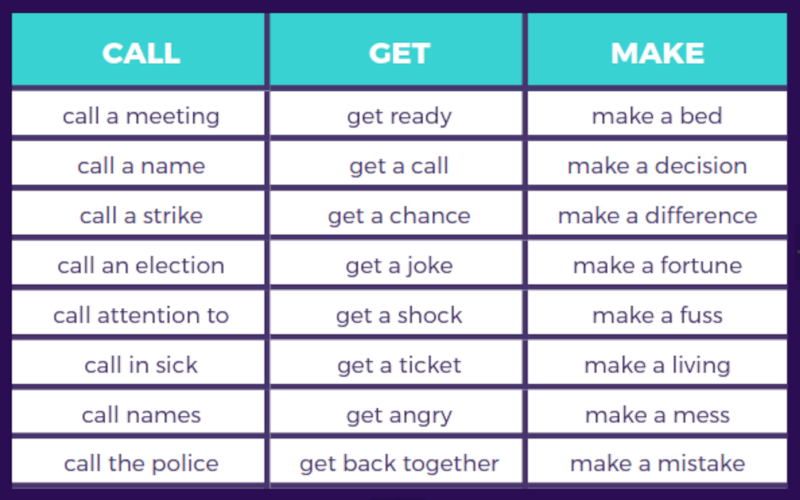 CALL GET MAKE
call a meeting get ready make a bed
call a name get a call make a decision
call a strike get a chance make a difference
call an election get a joke make a fortune
call attention to get a shock make a fuss
call in sick get a ticket make a living
call names get angry make a mess
call the police get back together make a mistake